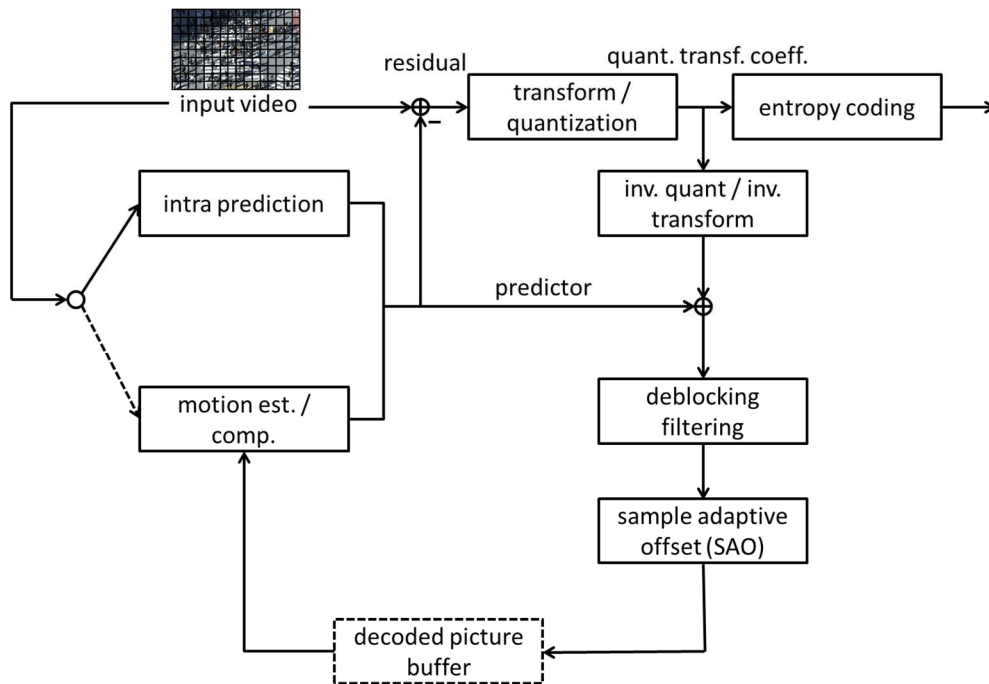 residual
quant. transf. coeff.
input video
transform /
quantization
entropy coding
intra prediction
inv. quant / inv.
transform
predictor
motion est. /
comp.
deblocking
filtering
sample adaptive
offset (SAO)
decoded picture
buffer